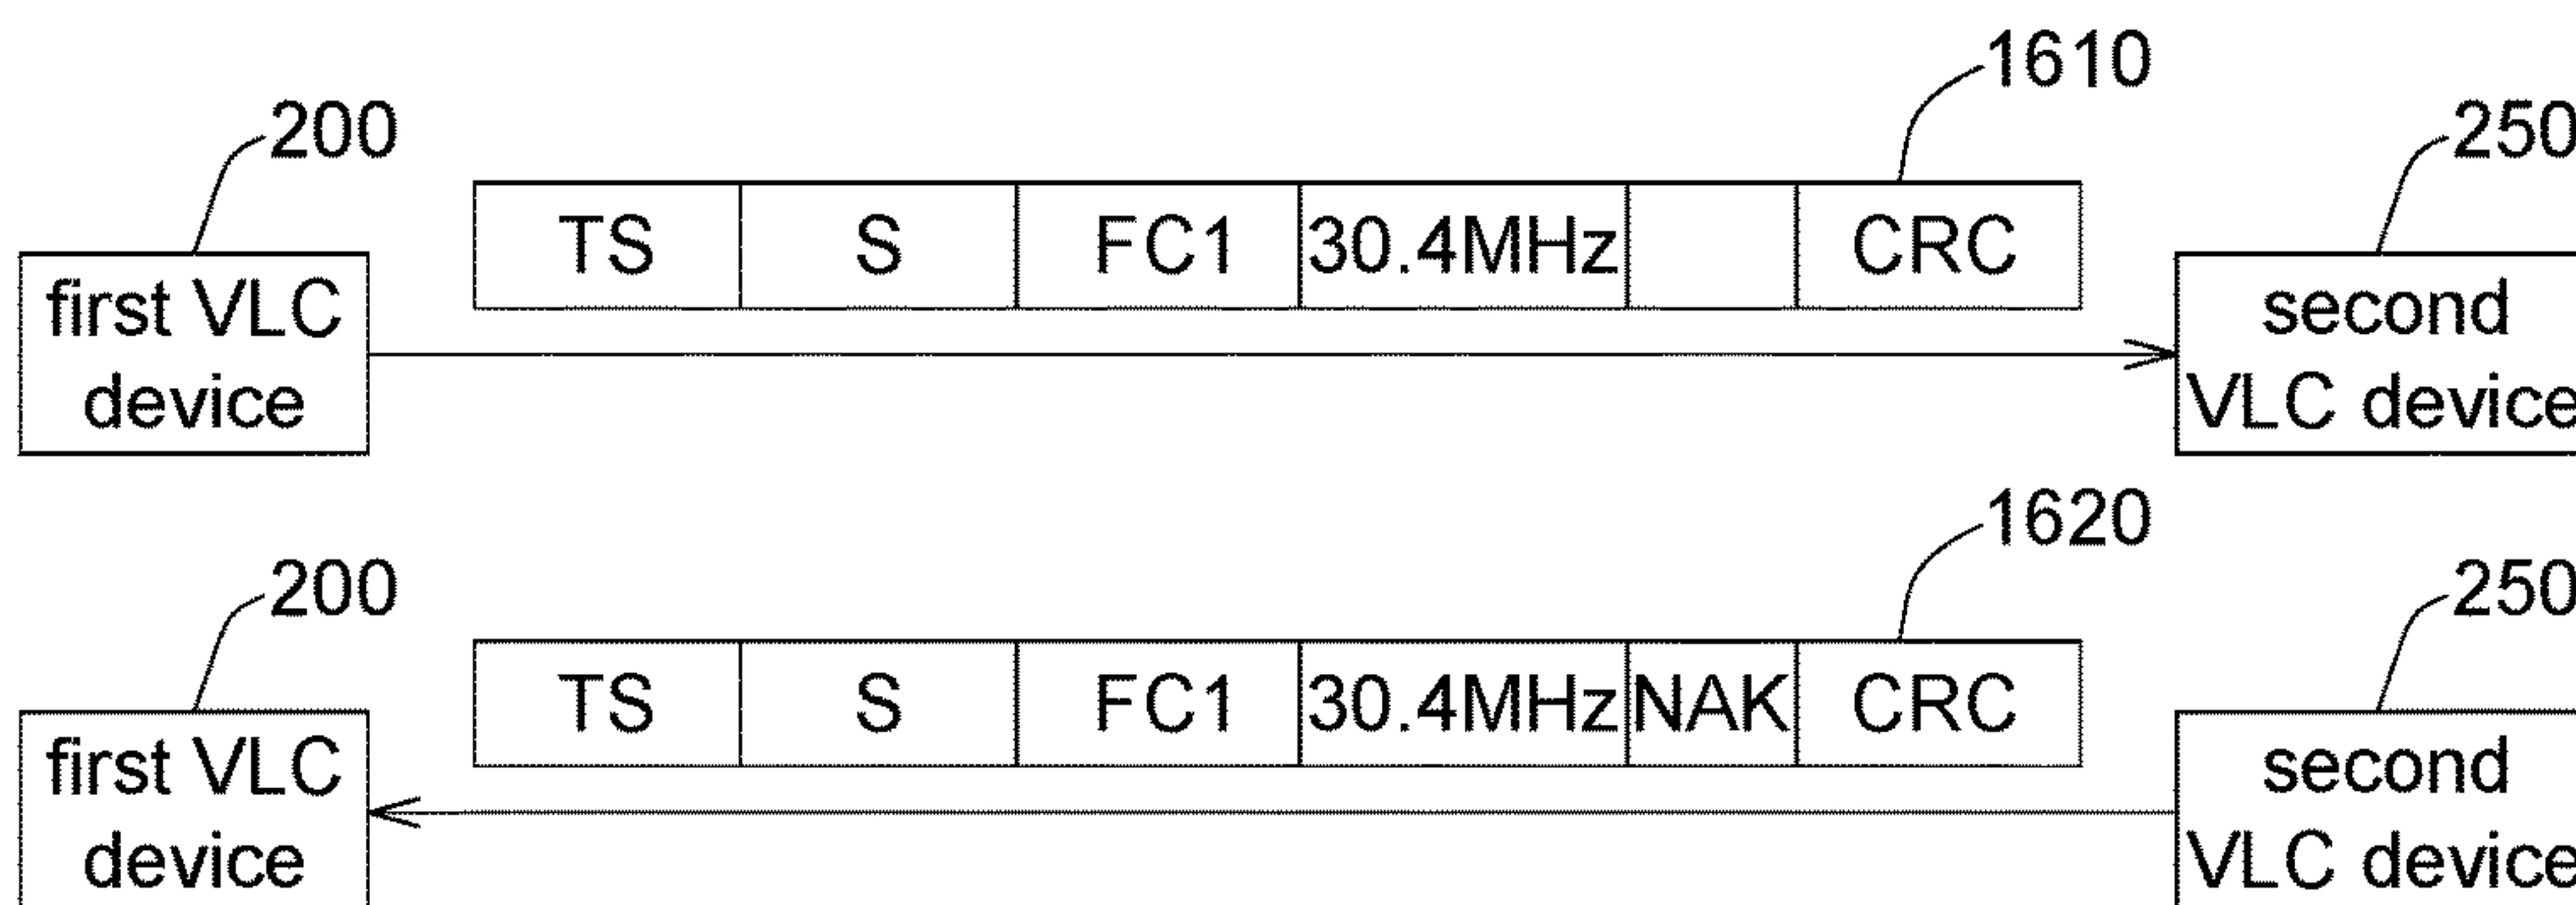 1610
200
250
TS S FC1 30.4MHz CRC
first VLC
device
second
VLC device
1620
200
250
TS S FC1 30.4MHz NAK CRC
first VLC
device
second
VLC device